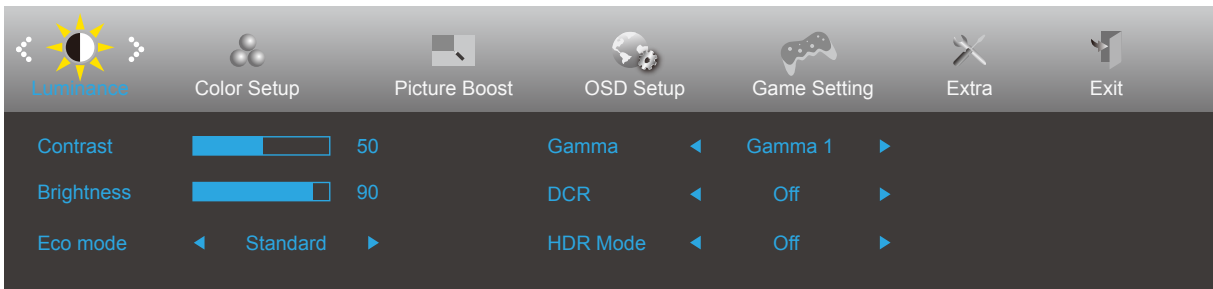 Luminance Color Setup Picture Boost OSD Setup Game Setting Extra Exit
Contrast 50 Gamma Gamma 1
Brightness 90 DCR Off
Eco mode Standard HDR Mode Off